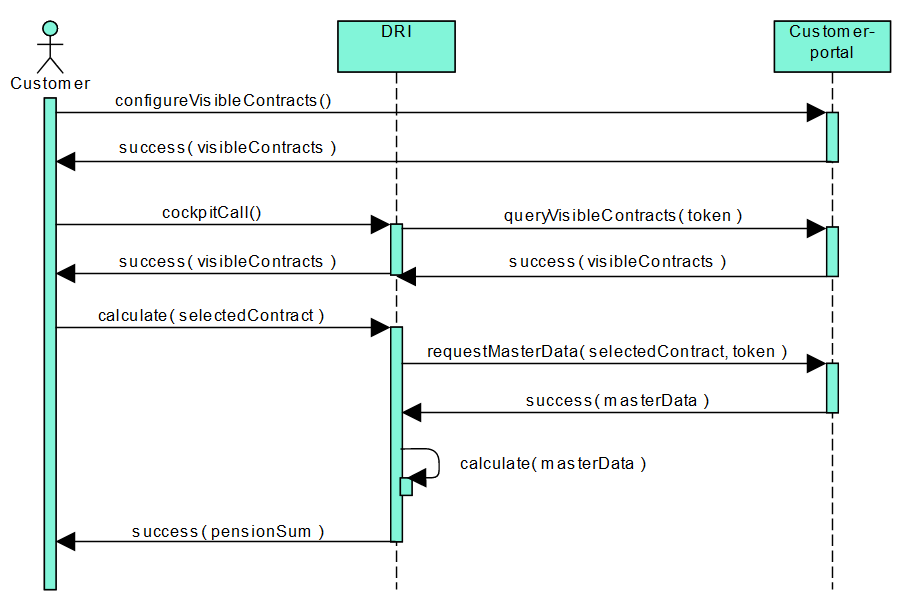 DRI
Customer-
portal
Customer
configureVisibleContracts()
success(visibleContracts)
cockpitCall()
queryVisibleContracts(token)
success(visibleContracts)
success(visibleContracts)
calculate(selectedContract)
requestMasterData(selectedContract,token)
success(masterData)
calculate(masterData)
success(pensionSum)